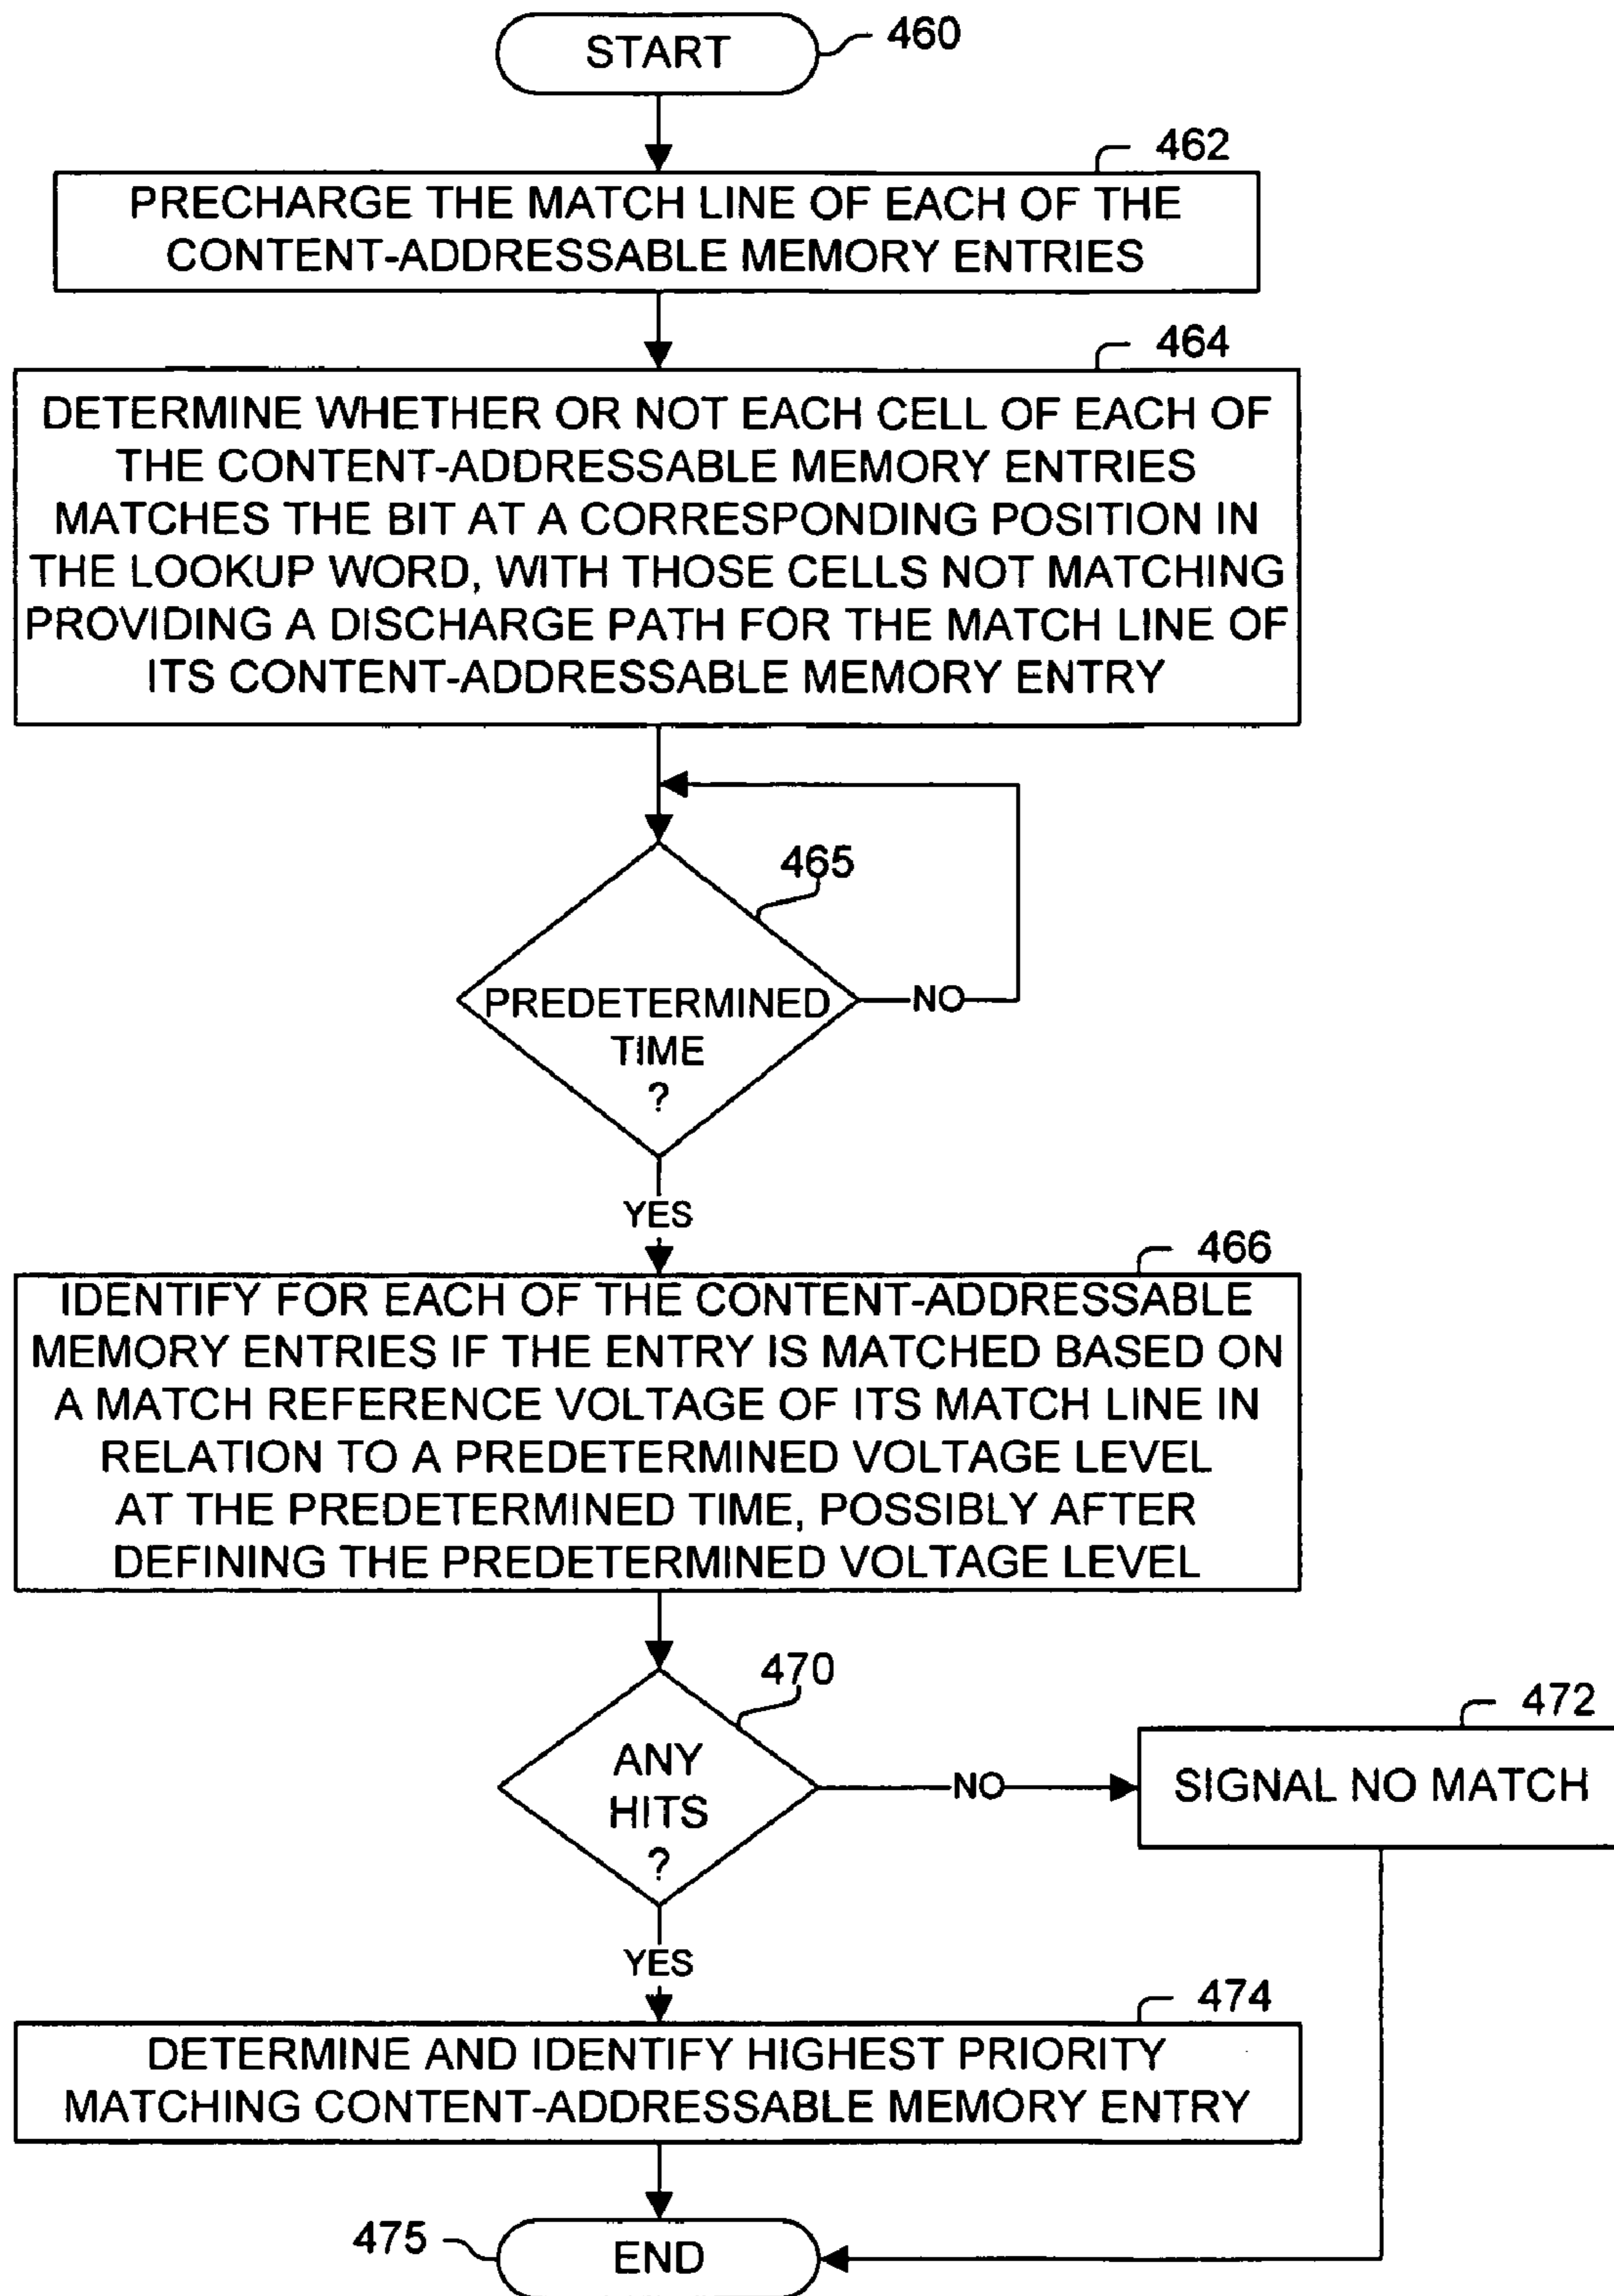 START
460
462
PRECHARGE THE MATCH LINE OF EACH OF THE
CONTENT-ADDRESSABLE MEMORY ENTRIES
464
DETERMINE WHETHER OR NOT EACH CELL OF EACH OF
THE CONTENT-ADDRESSABLE MEMORY ENTRIES
MATCHES THE BIT AT A CORRESPONDING POSITION IN
THE LOOKUP WORD, WITH THOSE CELLS NOT MATCHING
PROVIDING A DISCHARGE PATH FOR THE MATCH LINE OF
ITS CONTENT-ADDRESSABLE MEMORY ENTRY
465
PREDETERMINED
TIME
?
NO
YES
466
IDENTIFY FOR EACH OF THE CONTENT-ADDRESSABLE
MEMORY ENTRIES IF THE ENTRY IS MATCHED BASED ON
A MATCH REFERENCE VOLTAGE OF ITS MATCH LINE IN
RELATION TO A PREDETERMINED VOLTAGE LEVEL
AT THE PREDETERMINED TIME, POSSIBLY AFTER
DEFINING THE PREDETERMINED VOLTAGE LEVEL
470
ANY
HITS
?
NO
472
SIGNAL NO MATCH
YES
474
DETERMINE AND IDENTIFY HIGHEST PRIORITY
MATCHING CONTENT-ADDRESSABLE MEMORY ENTRY
475
END